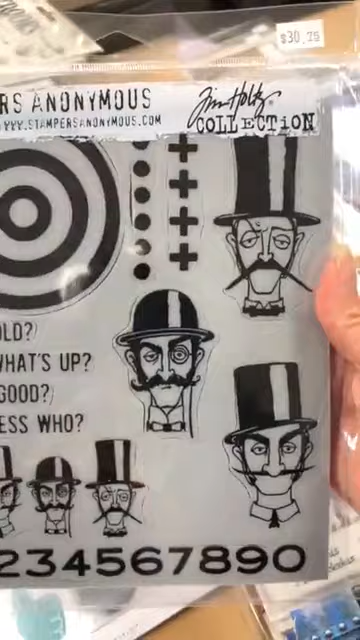 $30.75
RS ANONYMOUS
WWW.STAMPERSANONYMOUS.COM
Tim Holtz®
COLLECTION
OLD?
WHAT'S UP?
GOOD?
ESS WHO?
234567890